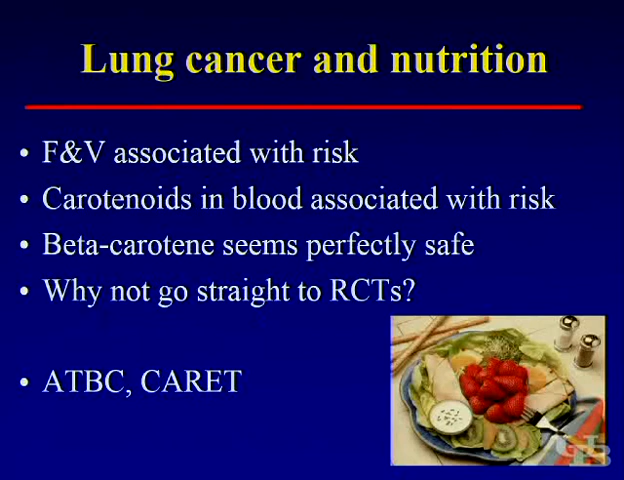 Lung cancer and nutrition
• F&V associated with risk
• Carotenoids in blood associated with risk
• Beta-carotene seems perfectly safe
• Why not go straight to RCTs?
• ATBC, CARET